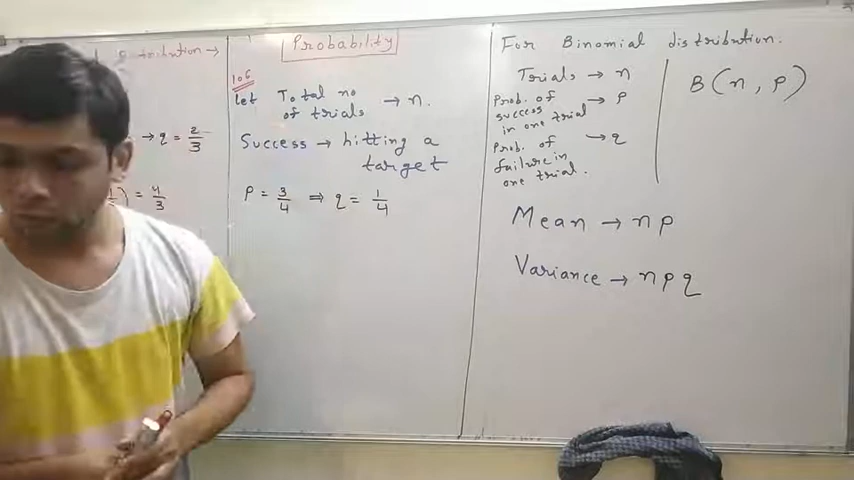 Distribution →
→ q = 2/3
= 4/3
Probability
106
Let Total no
of trials → n.
Success → hitting a
target
p = 3/4 ⇒ q = 1/4
For Binomial distribution.
Trials → n
Prob. of
success → p
in one trial
Prob. of → q
failure in
one trial.
B(n, p)
Mean → np
Variance → npq